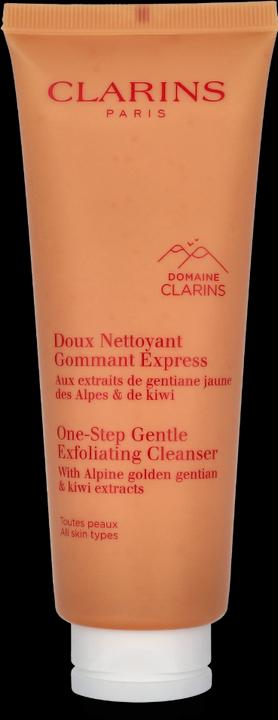 CLARINS
PARIS
DOMAINE
CLARINS
Doux Nettoyant
Gommant Express
Aux extraits de gentiane jaune
des Alpes & de kiwi
One-Step Gentle
Exfoliating Cleanser
With Alpine golden gentian
& kiwi extracts
Toutes peaux
All skin types